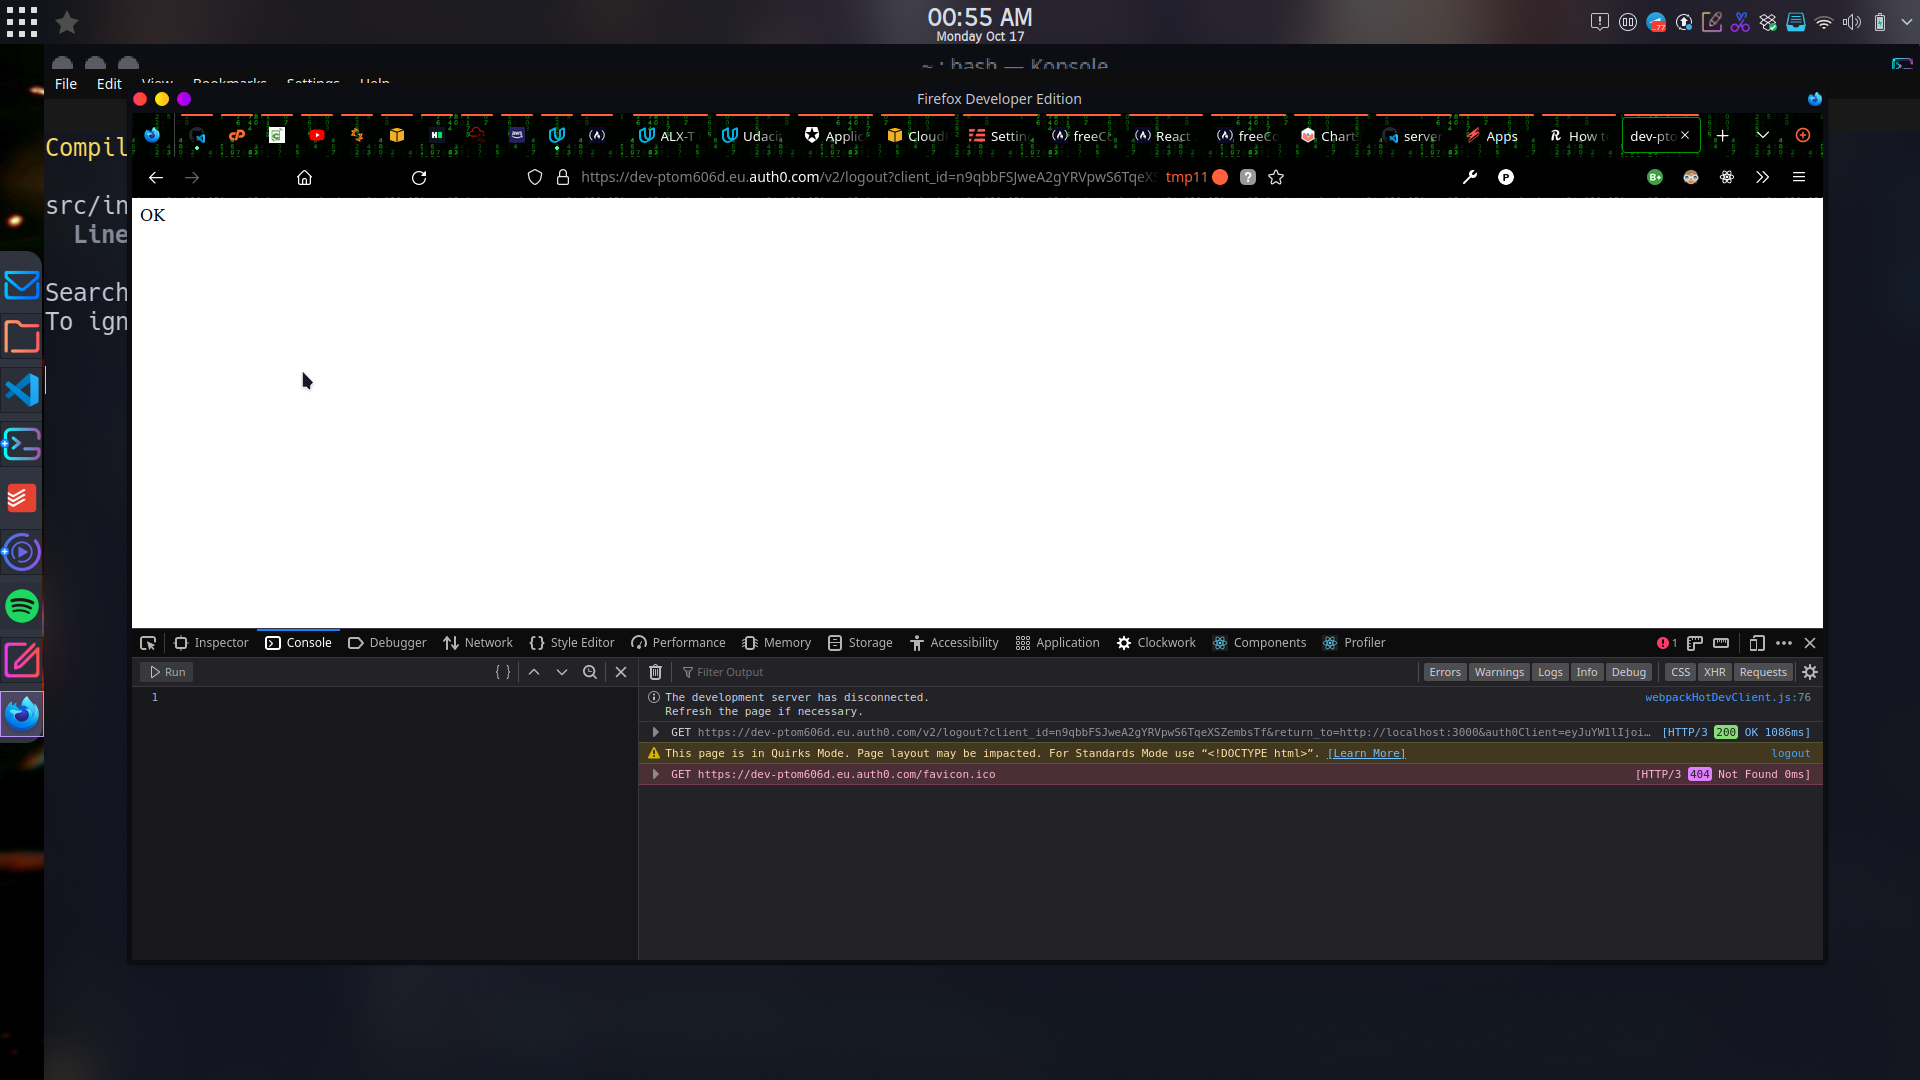 00:55 AM
Monday Oct 17
~ : bash — Konsole
File Edit View Bookmarks Settings Help
Firefox Developer Edition
ALX-T Udaci Applic Cloud Settin freeC React freeCo Chart server Apps How to dev-pto
https://dev-ptom606d.eu.auth0.com/v2/logout?client_id=n9qbbFSJweA2gYRVpwS6TqeXS tmp11
Compil
src/in
Line
Search
To ign
OK
Inspector Console Debugger Network Style Editor Performance Memory Storage Accessibility Application Clockwork Components Profiler 1
Run Filter Output Errors Warnings Logs Info Debug CSS XHR Requests
1
The development server has disconnected. webpackHotDevClient.js:76
Refresh the page if necessary.
GET https://dev-ptom606d.eu.auth0.com/v2/logout?client_id=n9qbbFSJweA2gYRVpwS6TqeXSZembsTf&return_to=http://localhost:3000&auth0Client=eyJuYW1lIjoi… [HTTP/3 200 OK 1086ms]
This page is in Quirks Mode. Page layout may be impacted. For Standards Mode use “<!DOCTYPE html>”. [Learn More] logout
GET https://dev-ptom606d.eu.auth0.com/favicon.ico [HTTP/3 404 Not Found 0ms]